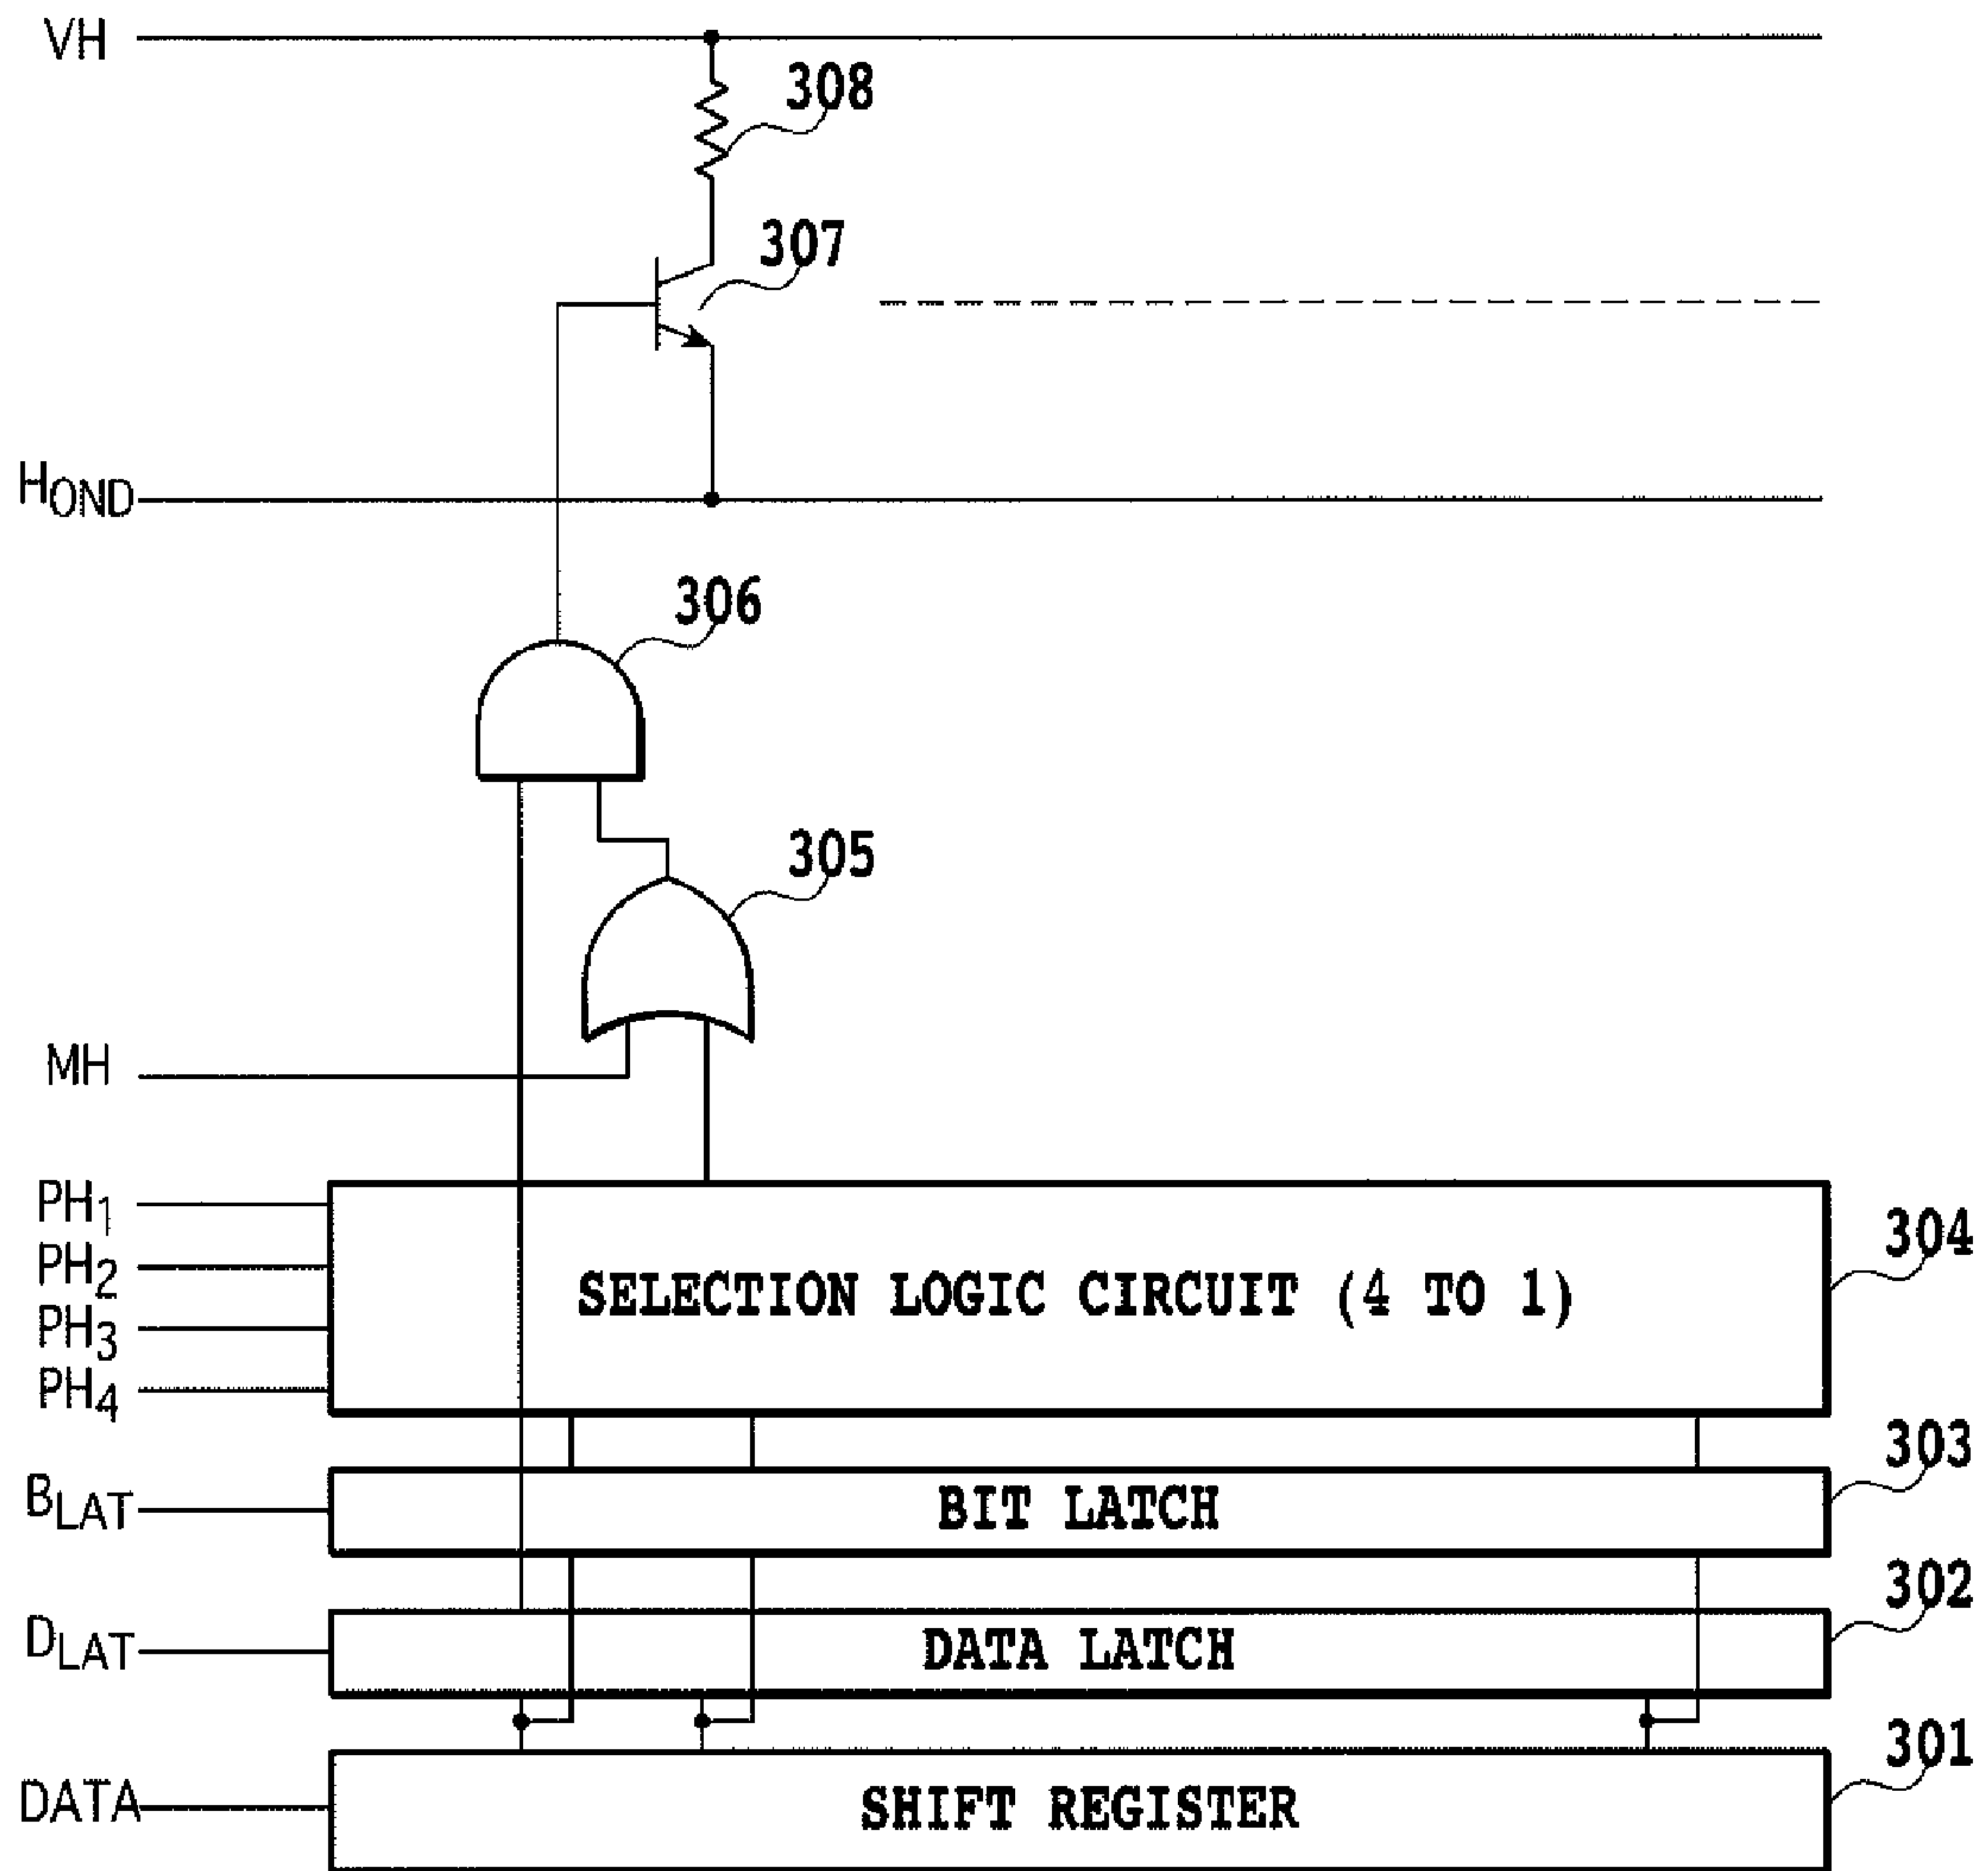 VH
308
307
HOND
306
305
MH
PH1
PH2
PH3
PH4
304
SELECTION LOGIC CIRCUIT (4 TO 1)
303
BLAT
BIT LATCH
302
DLAT
DATA LATCH
301
DATA
SHIFT REGISTER